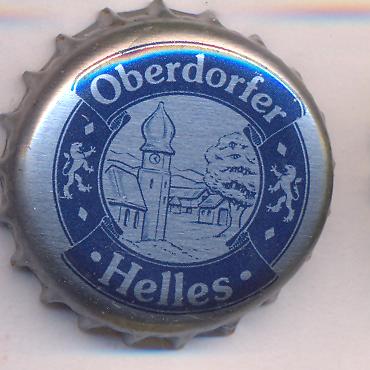 Oberdorfer
• Helles •